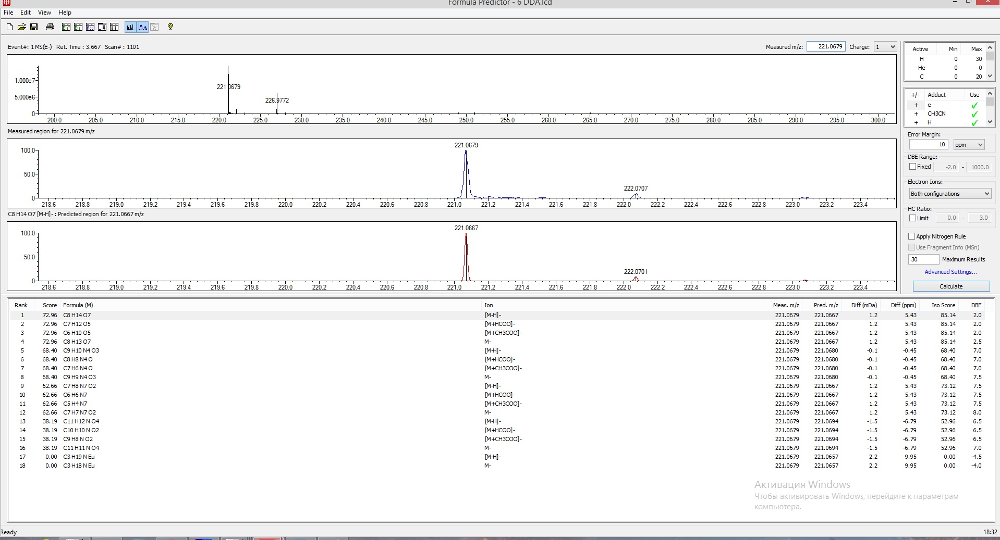 Formula Predictor - 6 DDA.lcd
File Edit View Help
Event#: 1 MS(E-) Ret. Time : 3.667 Scan# : 1101
Measured m/z: 221.0679 Charge: 1
1.000e7
5.000e6
0
221.0679
226.9772
200.0 205.0 210.0 215.0 220.0 225.0 230.0 235.0 240.0 245.0 250.0 255.0 260.0 265.0 270.0 275.0 280.0 285.0 290.0 295.0 300.0
Measured region for 221.0679 m/z
100.0
50.0
0
221.0679
222.0707
218.6 218.8 219.0 219.2 219.4 219.6 219.8 220.0 220.2 220.4 220.6 220.8 221.0 221.2 221.4 221.6 221.8 222.0 222.2 222.4 222.6 222.8 223.0 223.2 223.4
C8 H14 O7 [M-H]- : Predicted region for 221.0667 m/z
100.0
50.0
0
221.0667
222.0701
218.6 218.8 219.0 219.2 219.4 219.6 219.8 220.0 220.2 220.4 220.6 220.8 221.0 221.2 221.4 221.6 221.8 222.0 222.2 222.4 222.6 222.8 223.0 223.2 223.4
Active Min Max
H 0 30
He 0 0
C 0 20
+/- Adduct Use
+ e
+ CH3CN
+ H
Error Margin:
10 ppm
DBE Range:
Fixed -2.0 - 1000.0
Electron Ions:
Both configurations
HC Ratio:
Limit 0.0 - 3.0
Apply Nitrogen Rule
Use Fragment Info (MSn)
30 Maximum Results
Advanced Settings...
Calculate
Rank Score Formula (M) Ion Meas. m/z Pred. m/z Diff (mDa) Diff (ppm) Iso Score DBE
1 72.96 C8 H14 O7 [M-H]- 221.0679 221.0667 1.2 5.43 85.14 2.0
2 72.96 C7 H12 O5 [M+HCOO]- 221.0679 221.0667 1.2 5.43 85.14 2.0
3 72.96 C6 H10 O5 [M+CH3COO]- 221.0679 221.0667 1.2 5.43 85.14 2.0
4 72.96 C8 H13 O7 M- 221.0679 221.0667 1.2 5.43 85.14 2.5
5 68.40 C9 H10 N4 O3 [M-H]- 221.0679 221.0680 -0.1 -0.45 68.40 7.0
6 68.40 C8 H8 N4 O [M+HCOO]- 221.0679 221.0680 -0.1 -0.45 68.40 7.0
7 68.40 C7 H6 N4 O [M+CH3COO]- 221.0679 221.0680 -0.1 -0.45 68.40 7.0
8 68.40 C9 H9 N4 O3 M- 221.0679 221.0680 -0.1 -0.45 68.40 7.5
9 62.66 C7 H8 N7 O2 [M-H]- 221.0679 221.0667 1.2 5.43 73.12 7.5
10 62.66 C6 H6 N7 [M+HCOO]- 221.0679 221.0667 1.2 5.43 73.12 7.5
11 62.66 C5 H4 N7 [M+CH3COO]- 221.0679 221.0667 1.2 5.43 73.12 7.5
12 62.66 C7 H7 N7 O2 M- 221.0679 221.0667 1.2 5.43 73.12 8.0
13 38.19 C11 H12 N O4 [M-H]- 221.0679 221.0694 -1.5 -6.79 52.96 6.5
14 38.19 C10 H10 N O2 [M+HCOO]- 221.0679 221.0694 -1.5 -6.79 52.96 6.5
15 38.19 C9 H8 N O2 [M+CH3COO]- 221.0679 221.0694 -1.5 -6.79 52.96 6.5
16 38.19 C11 H11 N O4 M- 221.0679 221.0694 -1.5 -6.79 52.96 7.0
17 0.00 C3 H19 N Eu [M-H]- 221.0679 221.0657 2.2 9.95 0.00 -4.5
18 0.00 C3 H18 N Eu M- 221.0679 221.0657 2.2 9.95 0.00 -4.0
Активация Windows
Чтобы активировать Windows, перейдите к параметрам
компьютера.
Ready
18:32